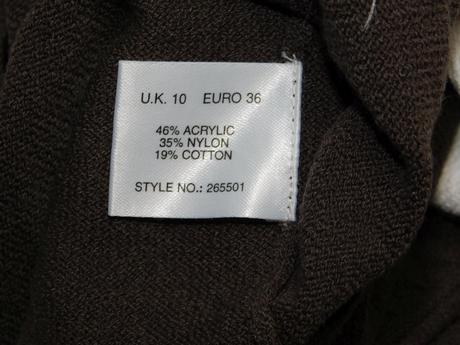 U.K. 10 EURO 36
46% ACRYLIC
35% NYLON
19% COTTON
STYLE NO.: 265501